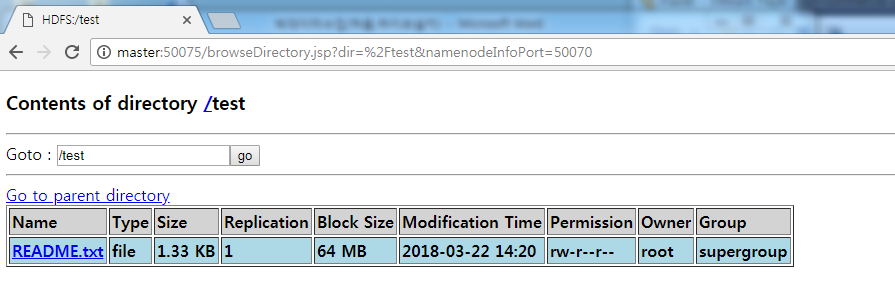 HDFS:/test
master:50075/browseDirectory.jsp?dir=%2Ftest&namenodeInfoPort=50070
Contents of directory /test
Goto : /test go
Go to parent directory
Name Type Size Replication Block Size Modification Time Permission Owner Group
README.txt file 1.33 KB 1 64 MB 2018-03-22 14:20 rw-r--r-- root supergroup